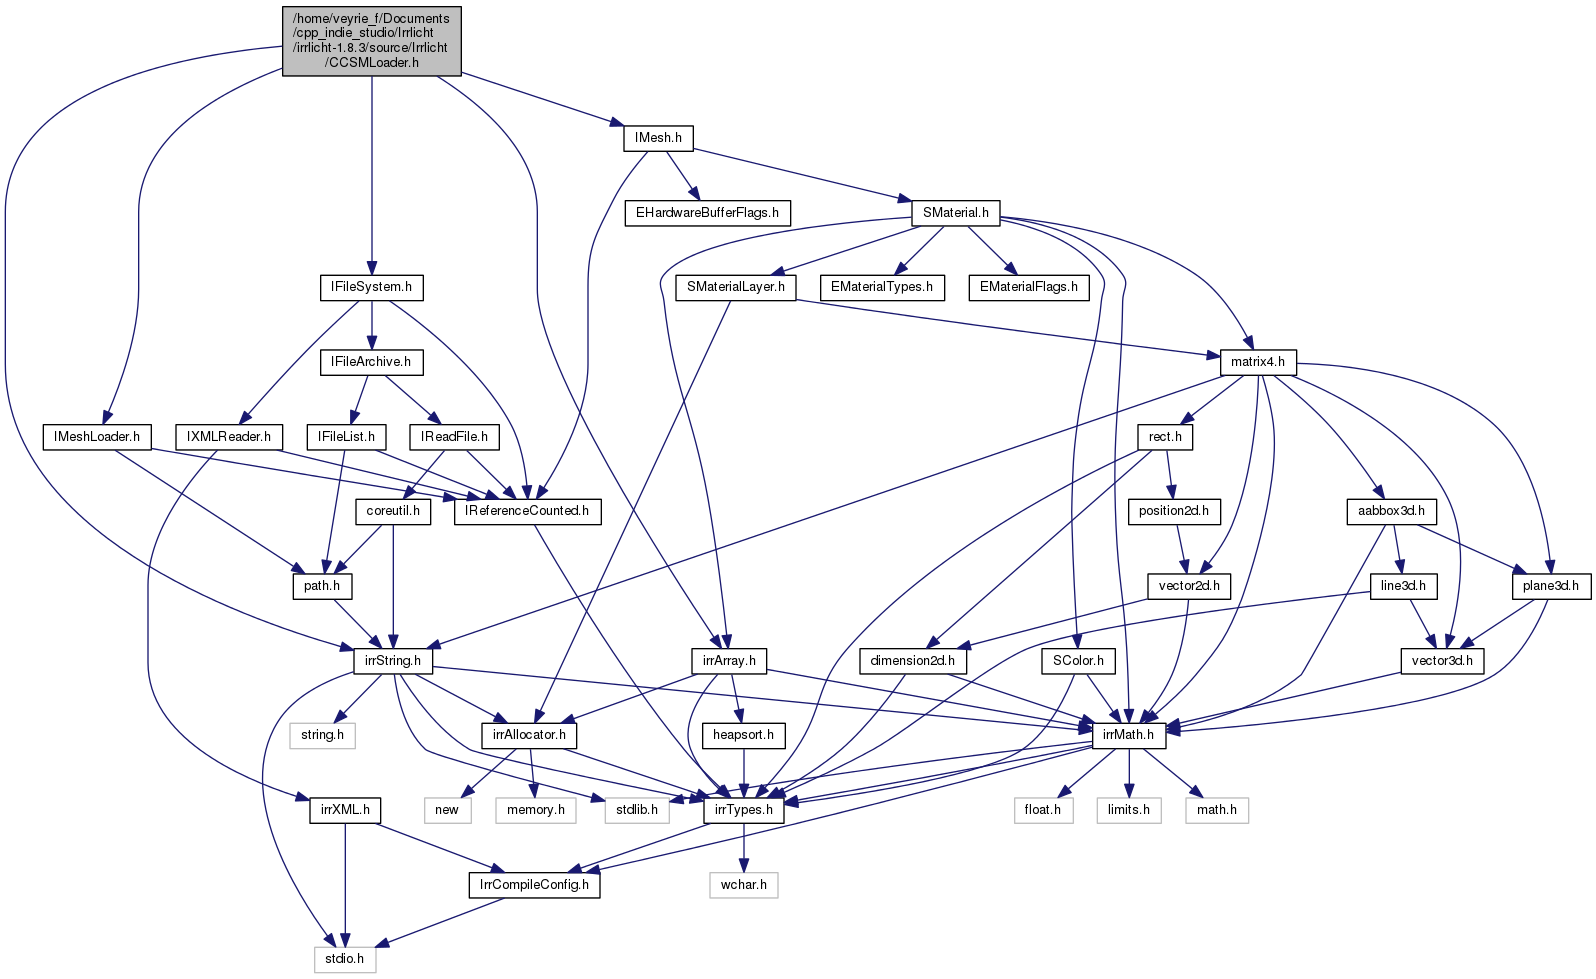 /home/veyrie_f/Documents
/cpp_indie_studio/Irrlicht
/irrlicht-1.8.3/source/Irrlicht
/CCSMLoader.h
IMesh.h
EHardwareBufferFlags.h
SMaterial.h
IFileSystem.h
SMaterialLayer.h
EMaterialTypes.h
EMaterialFlags.h
IFileArchive.h
matrix4.h
IMeshLoader.h
IXMLReader.h
IFileList.h
IReadFile.h
rect.h
coreutil.h
IReferenceCounted.h
position2d.h
aabbox3d.h
path.h
vector2d.h
line3d.h
plane3d.h
irrString.h
irrArray.h
dimension2d.h
SColor.h
vector3d.h
string.h
irrAllocator.h
heapsort.h
irrMath.h
irrXML.h
new
memory.h
stdlib.h
irrTypes.h
float.h
limits.h
math.h
IrrCompileConfig.h
wchar.h
stdio.h